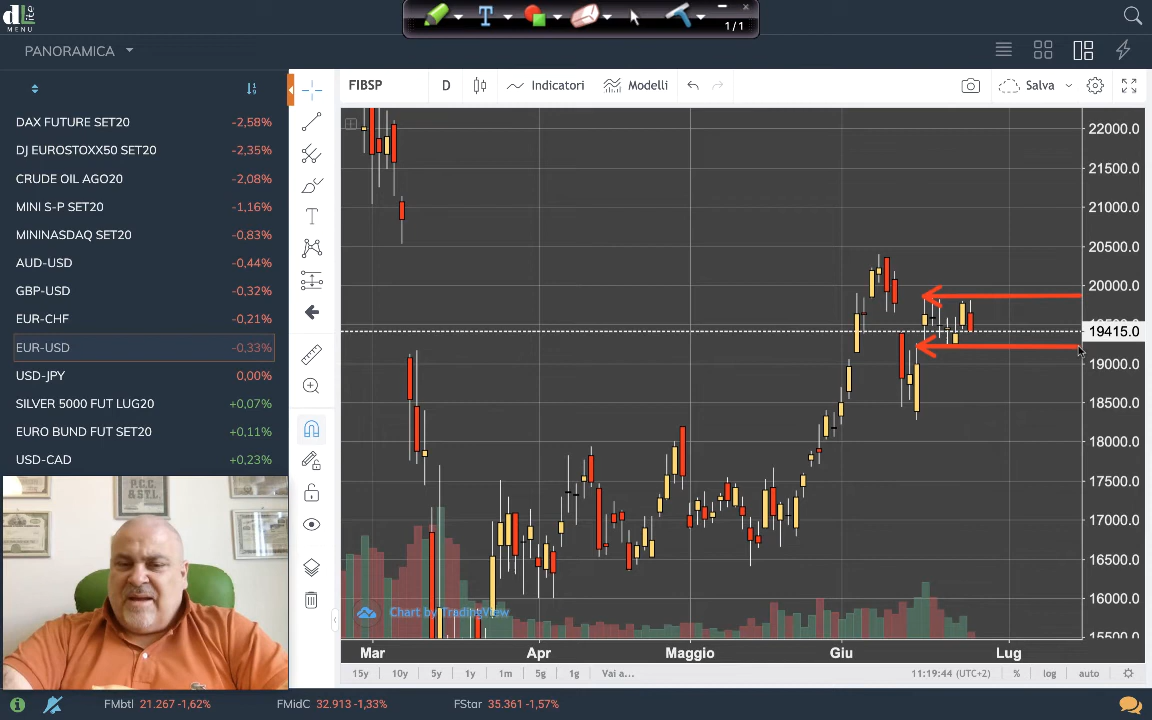 dLite
MENU
1/1
PANORAMICA
FIBSP
D
Indicatori
Modelli
Salva
DAX FUTURE SET20 -2,58%
DJ EUROSTOXX50 SET20 -2,35%
CRUDE OIL AGO20 -2,08%
MINI S-P SET20 -1,16%
MININASDAQ SET20 -0,83%
AUD-USD -0,44%
GBP-USD -0,32%
EUR-CHF -0,21%
EUR-USD -0,33%
USD-JPY 0,00%
SILVER 5000 FUT LUG20 +0,07%
EURO BUND FUT SET20 +0,11%
USD-CAD +0,23%
22000.0
21500.0
21000.0
20500.0
20000.0
19415.0
19000.0
18500.0
18000.0
17500.0
17000.0
16500.0
16000.0
15500.0
P.C.C.
& ST.L
Chart by TradingView
Mar Apr Maggio Giu Lug
15y 10y 5y 1y 1m 5g 1g Vai a... 11:19:44 (UTC+2) % log auto
FMbtl 21.267 -1,62% FMidC 32.913 -1,33% FStar 35.361 -1,57%